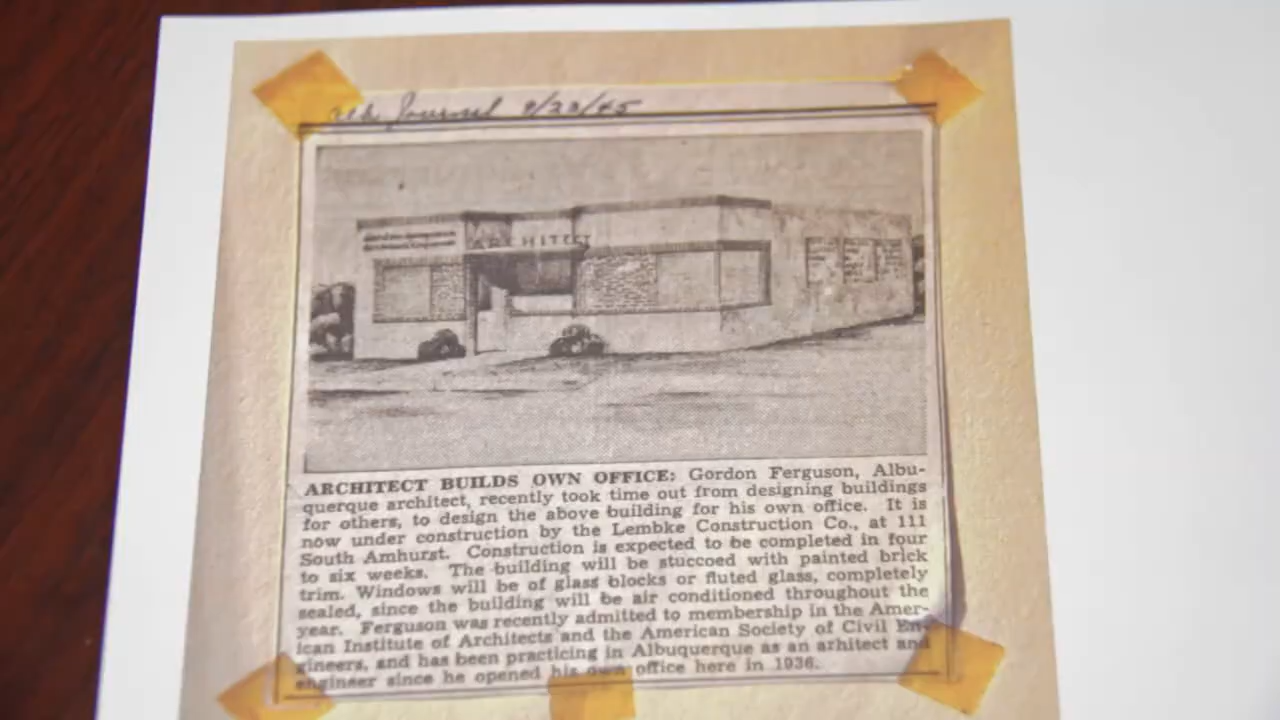 Journal 9/23/45
ARCHITECT
ARCHITECT BUILDS OWN OFFICE: Gordon Ferguson, Albu-
querque architect, recently took time out from designing buildings
for others, to design the above building for his own office. It is
now under construction by the Lembke Construction Co., at 111
South Amhurst. Construction is expected to be completed in four
to six weeks. The building will be stuccoed with painted brick
trim. Windows will be of glass blocks or fluted glass, completely
sealed, since the building will be air conditioned throughout the
year. Ferguson was recently admitted to membership in the Amer-
ican Institute of Architects and the American Society of Civil En-
gineers, and has been practicing in Albuquerque as an arhitect and
engineer since he opened his own office here in 1936.